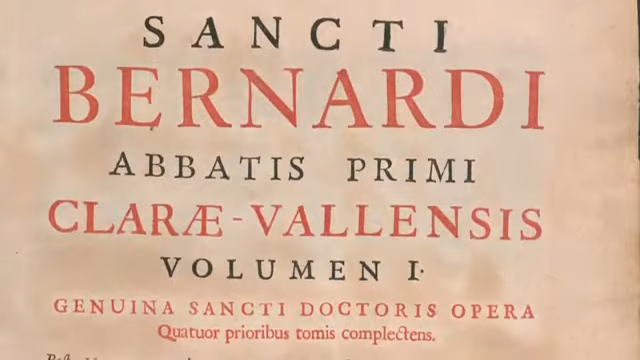 SANCTI
BERNARDI
ABBATIS PRIMI
CLARÆ-VALLENSIS
VOLUMEN I.
GENUINA SANCTI DOCTORIS OPERA
Quatuor prioribus tomis complectens.